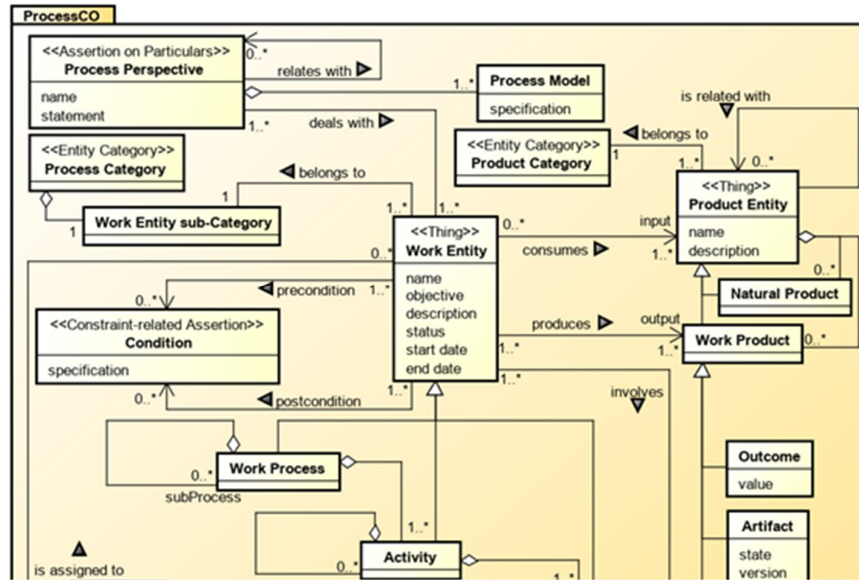 ProcessCO
<<Assertion on Particulars>>
Process Perspective
name
statement
0..*
relates with
1..*
Process Model
specification
is related with
1..*
deals with
<<Entity Category>>
Process Category
<<Entity Category>>
Product Category
belongs to
1
1..*
0..*
belongs to
1
1..*
1..*
<<Thing>>
Product Entity
name
description
1
Work Entity sub-Category
0..*
<<Thing>>
Work Entity
name
objective
description
status
start date
end date
0..*
input
consumes
1..*
0..*
Natural Product
precondition
1..*
0..*
<<Constraint-related Assertion>>
Condition
specification
produces
output
1..*
1..*
Work Product
0..*
0..*
postcondition
1..*
1..*
involves
Work Process
0..*
subProcess
1..*
Outcome
value
Artifact
state
version
Activity
0..*
1..*
is assigned to